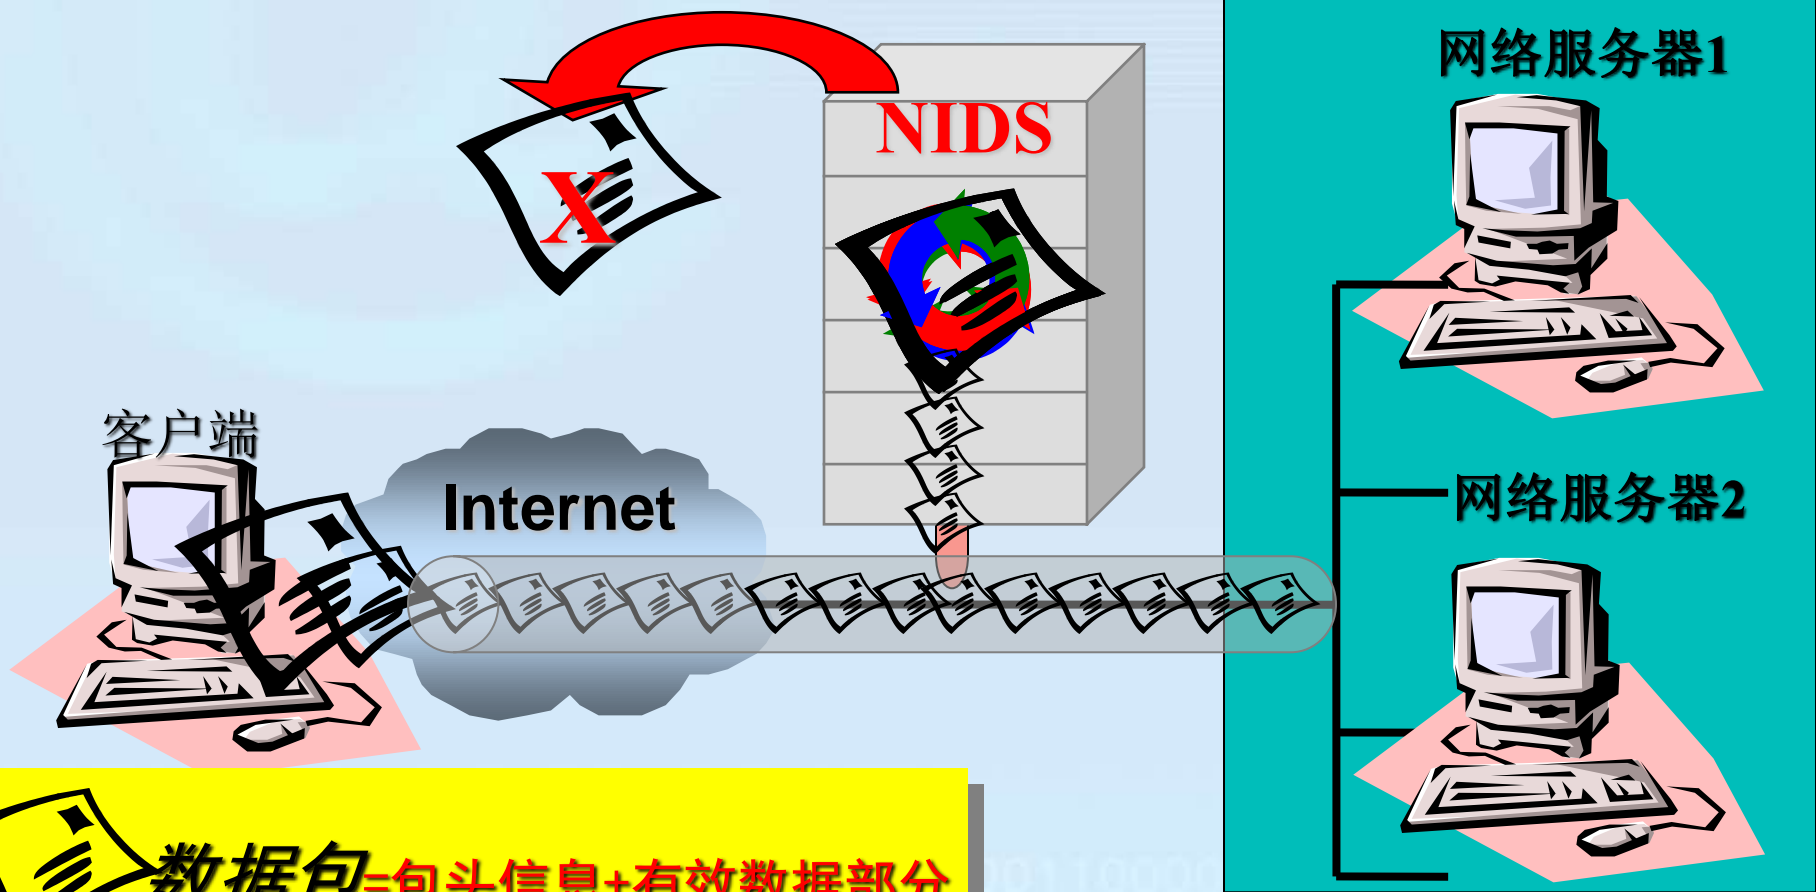 网络服务器1
NIDS
X
客户端
Internet
网络服务器2
数据包=包头信息+有效数据部分